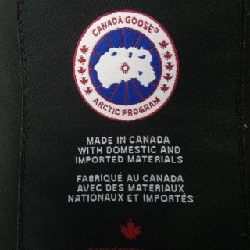 CANADA GOOSE®
ARCTIC PROGRAM
MADE IN CANADA
WITH DOMESTIC AND
IMPORTED MATERIALS
FABRIQUÉ AU CANADA
AVEC DES MATERIAUX
NATIONAUX ET IMPORTÉS